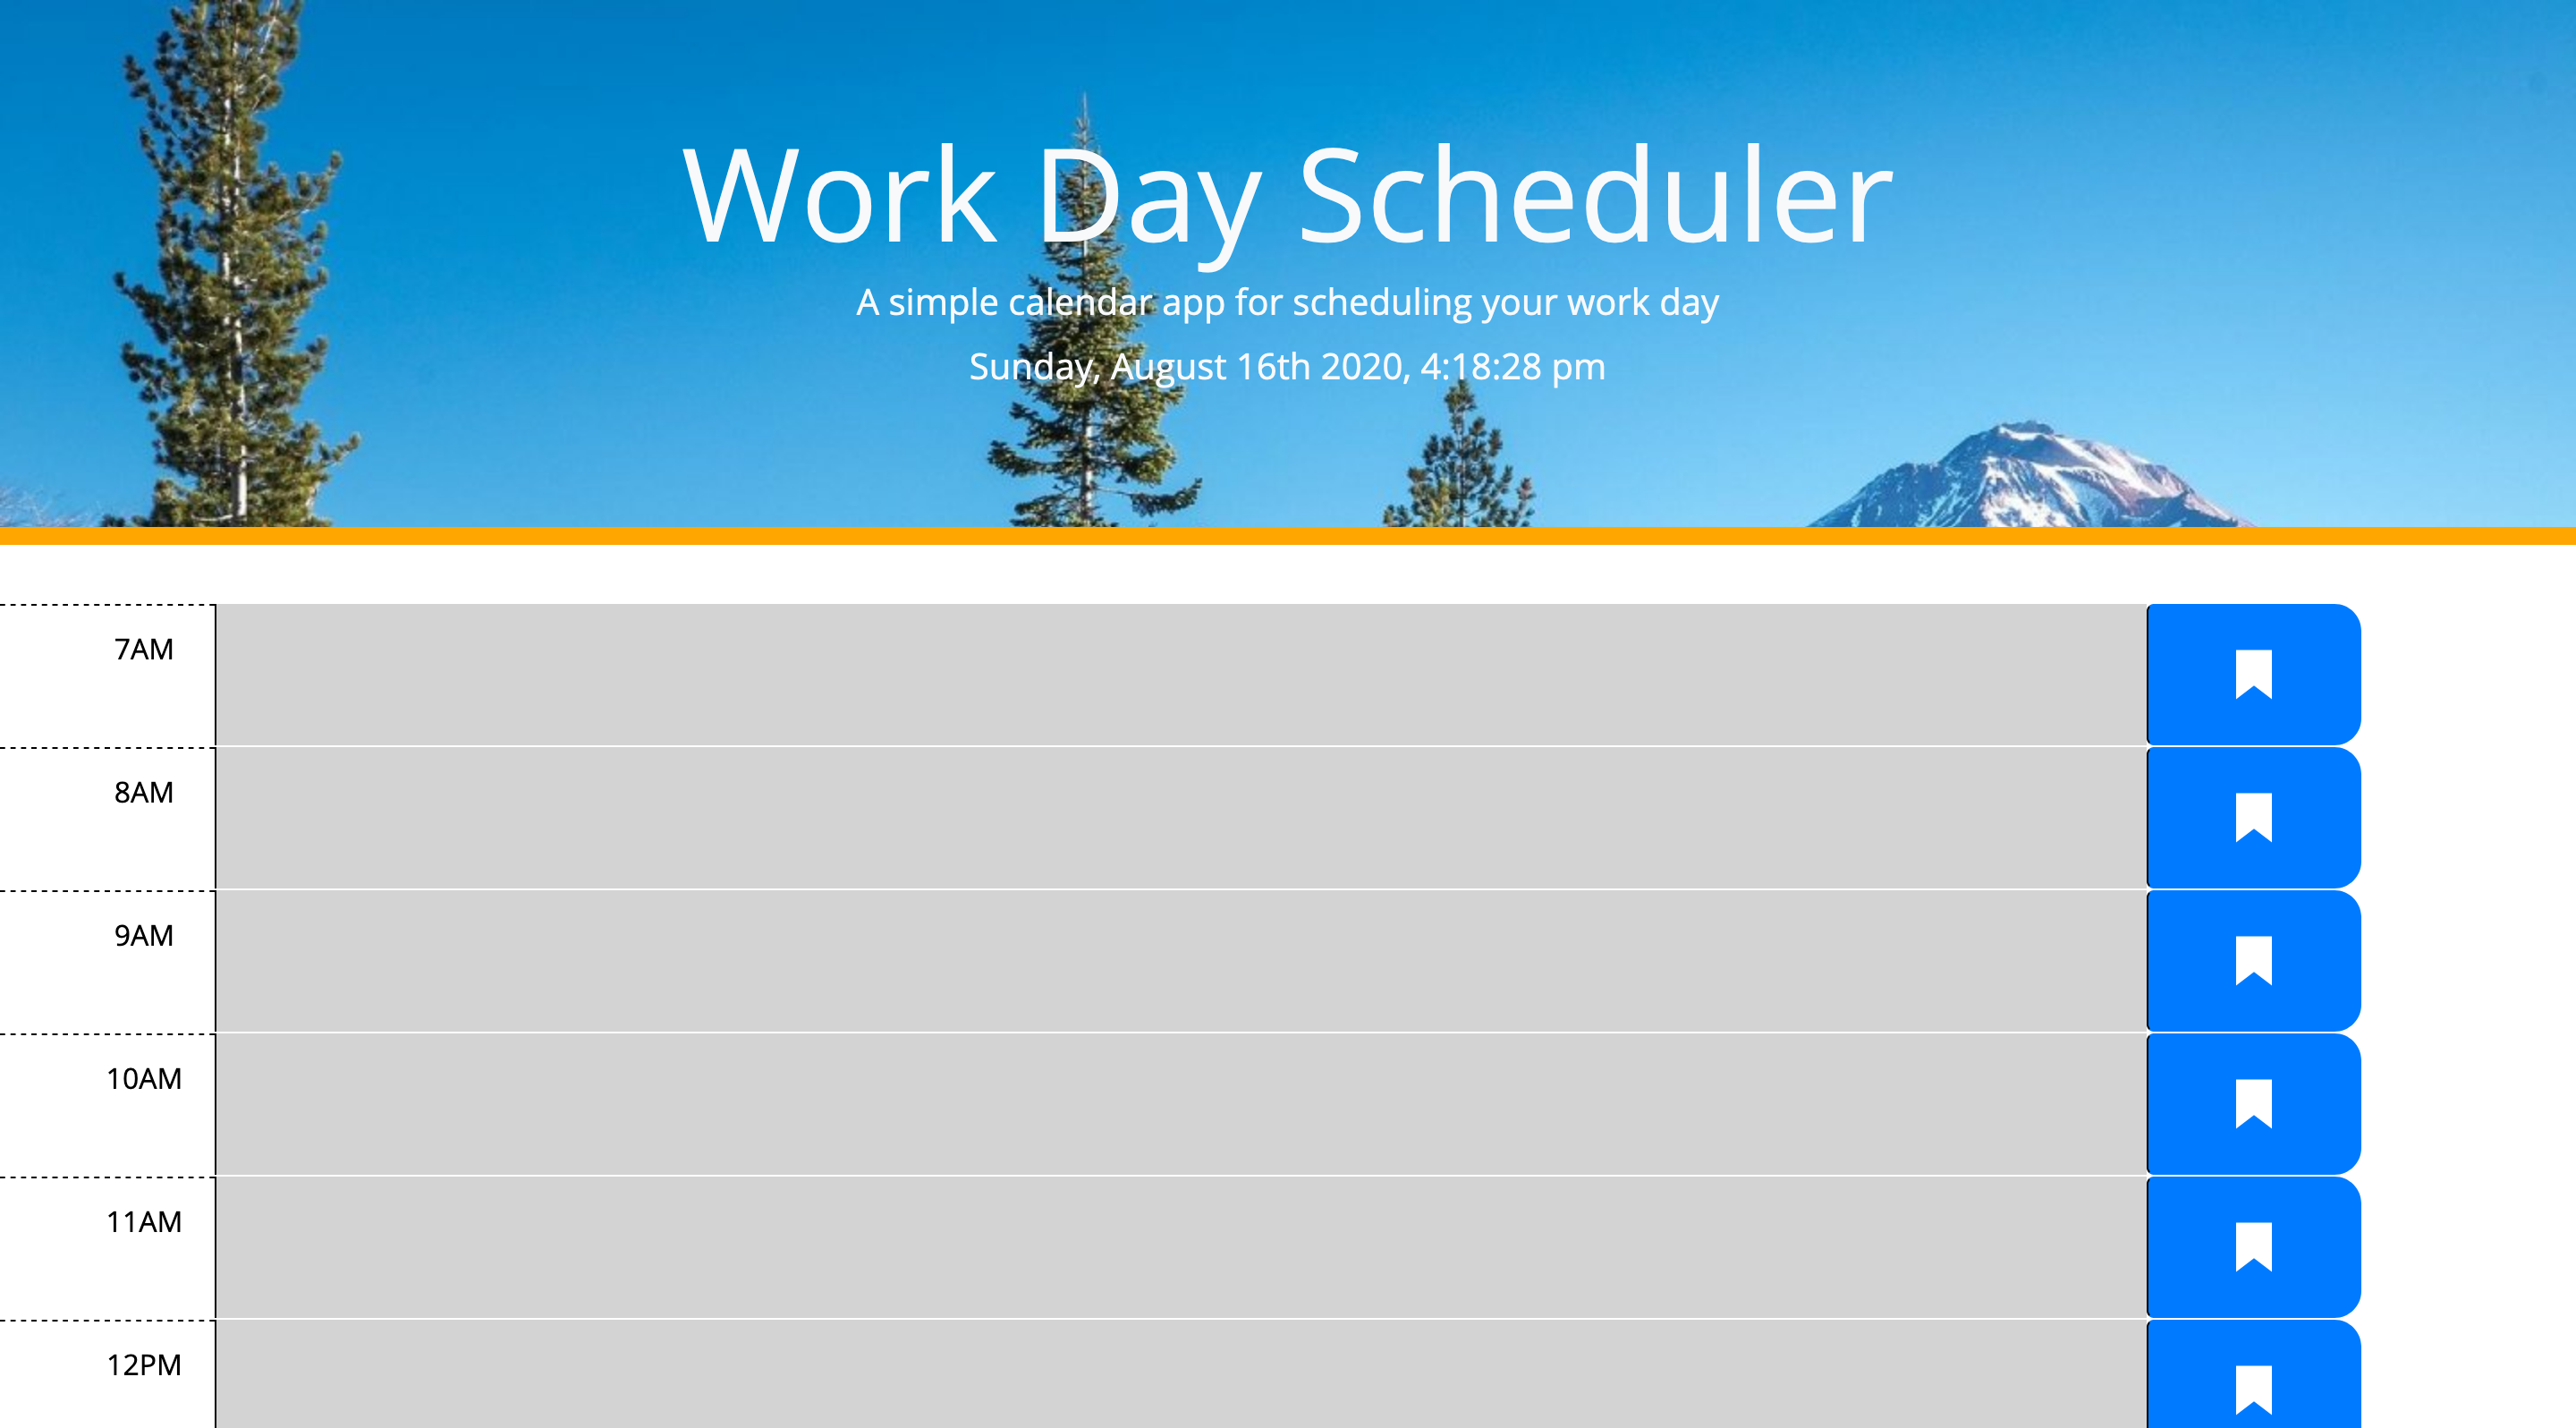 Work Day Scheduler
A simple calendar app for scheduling your work day
Sunday, August 16th 2020, 4:18:28 pm
7AM
8AM
9AM
10AM
11AM
12PM